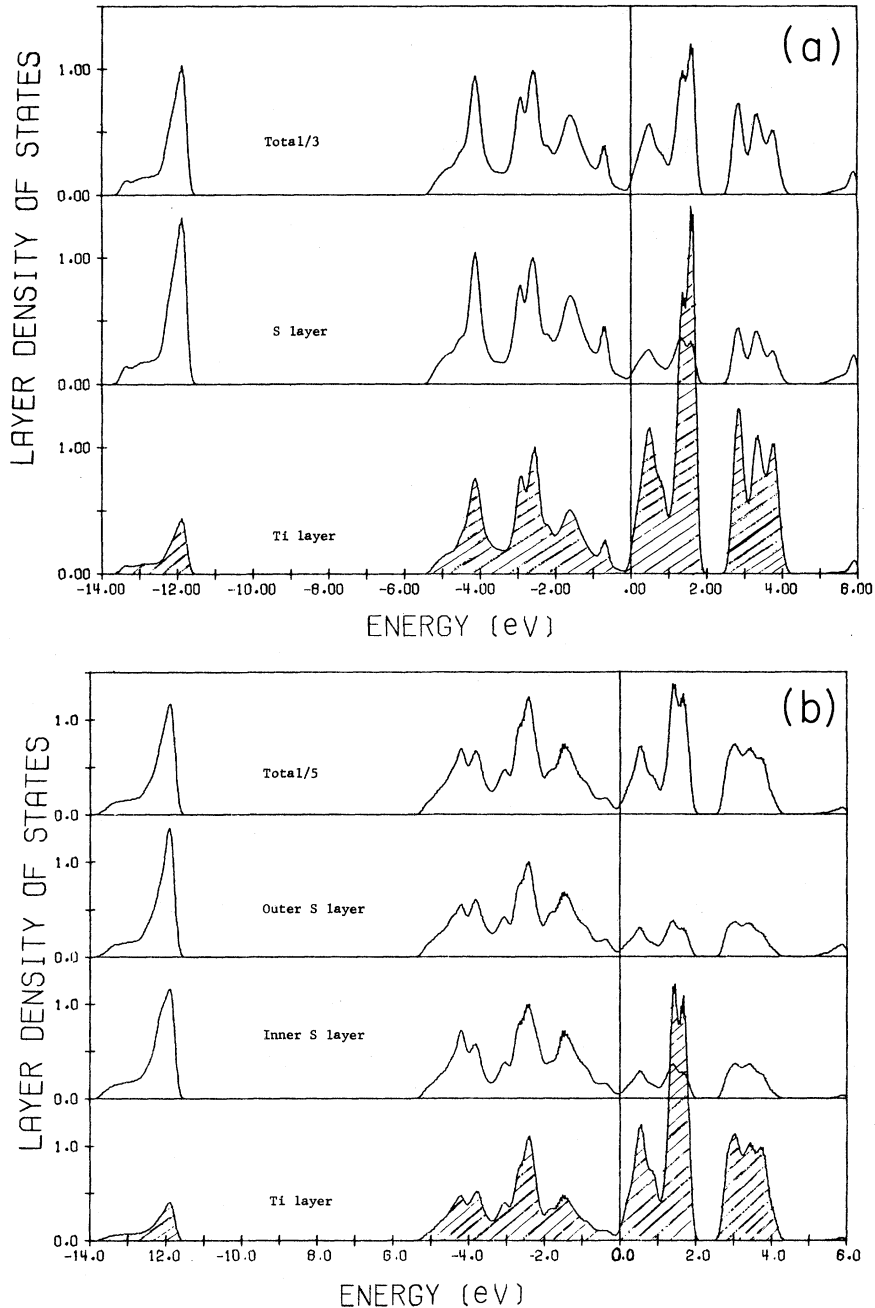 (a)
LAYER DENSITY OF STATES
1.00
Total/3
0.00
1.00
S layer
0.00
1.00
Ti layer
0.00
-14.00 -12.00 -10.00 -8.00 -6.00 -4.00 -2.00 .00 2.00 4.00 6.00
ENERGY (eV)
(b)
LAYER DENSITY OF STATES
1.0
Total/5
0.0
1.0
Outer S layer
0.0
1.0
Inner S layer
0.0
1.0
Ti layer
0.0
-14.0 -12.0 -10.0 8.0 -6.0 -4.0 -2.0 0.0 2.0 4.0 6.0
ENERGY (eV)